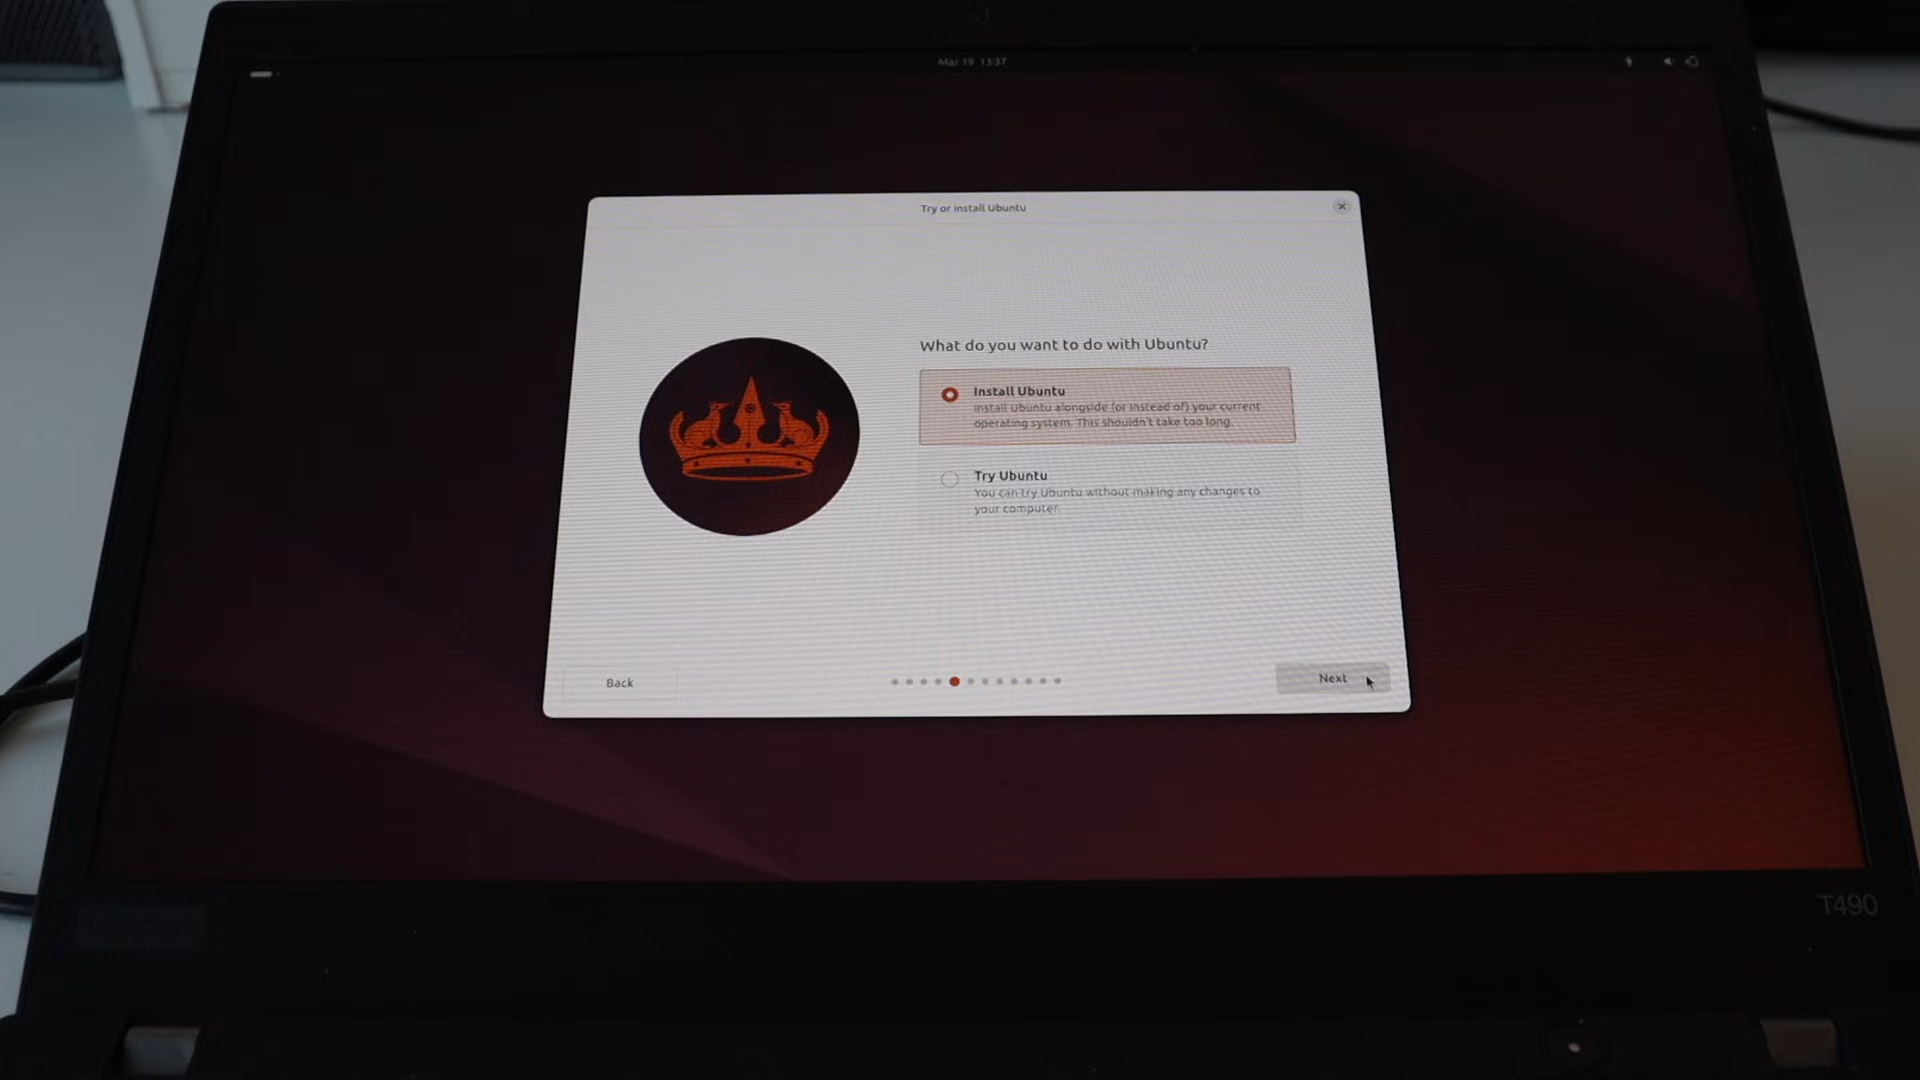 Mar 19 13:37
Try or install Ubuntu
What do you want to do with Ubuntu?
Install Ubuntu
Install Ubuntu alongside (or instead of) your current
operating system. This shouldn't take too long.
Try Ubuntu
You can try Ubuntu without making any changes to
your computer.
Back
Next
T490